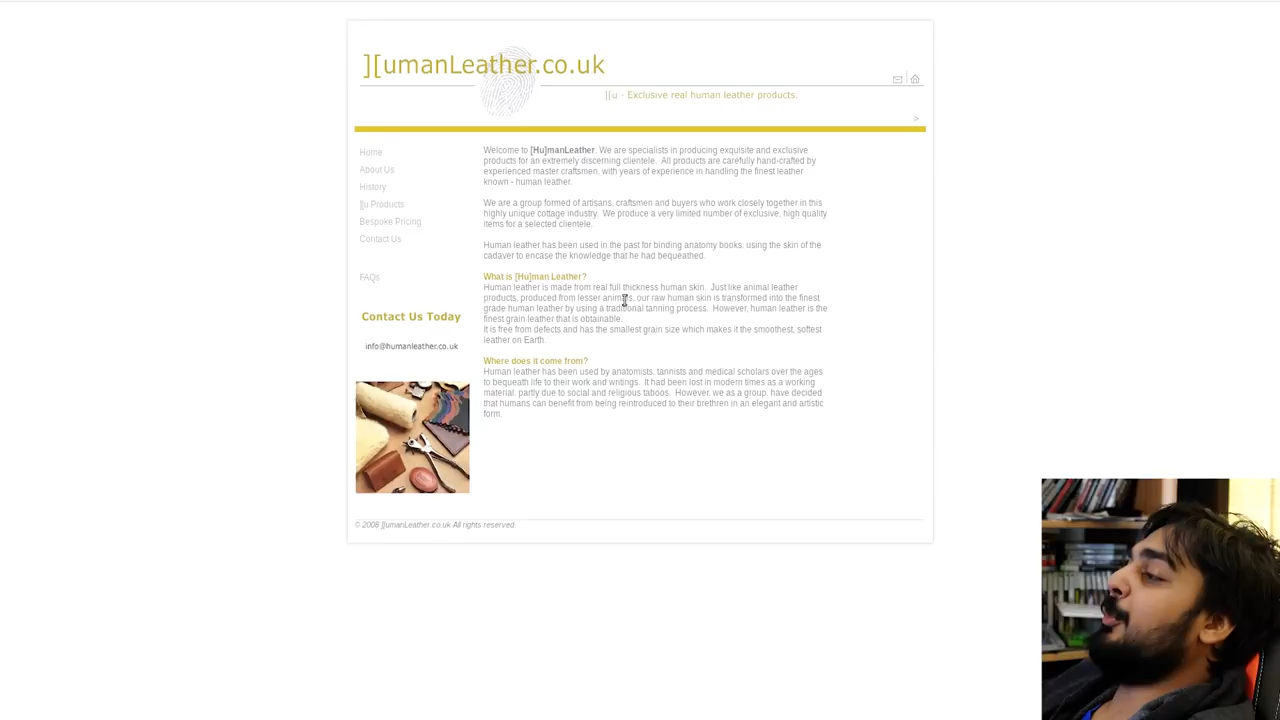 ][umanLeather.co.uk
][u - Exclusive real human leather products.
>
Home
About Us
History
][u Products
Bespoke Pricing
Contact Us
FAQs
Contact Us Today
info@humanleather.co.uk
Welcome to [Hu]manLeather. We are specialists in producing exquisite and exclusive
products for an extremely discerning clientele. All products are carefully hand-crafted by
experienced master craftsmen, with years of experience in handling the finest leather
known - human leather.
We are a group formed of artisans, craftsmen and buyers who work closely together in this
highly unique cottage industry. We produce a very limited number of exclusive, high quality
items for a selected clientele.
Human leather has been used in the past for binding anatomy books, using the skin of the
cadaver to encase the knowledge that he had bequeathed.
What is [Hu]man Leather?
Human leather is made from real full thickness human skin. Just like animal leather
products, produced from lesser animals, our raw human skin is transformed into the finest
grade human leather by using a traditional tanning process. However, human leather is the
finest grain leather that is obtainable.
It is free from defects and has the smallest grain size which makes it the smoothest, softest
leather on Earth.
Where does it come from?
Human leather has been used by anatomists, tannists and medical scholars over the ages
to bequeath life to their work and writings. It had been lost in modern times as a working
material, partly due to social and religious taboos. However, we as a group, have decided
that humans can benefit from being reintroduced to their brethren in an elegant and artistic
form.
© 2008 ][umanLeather.co.uk All rights reserved.